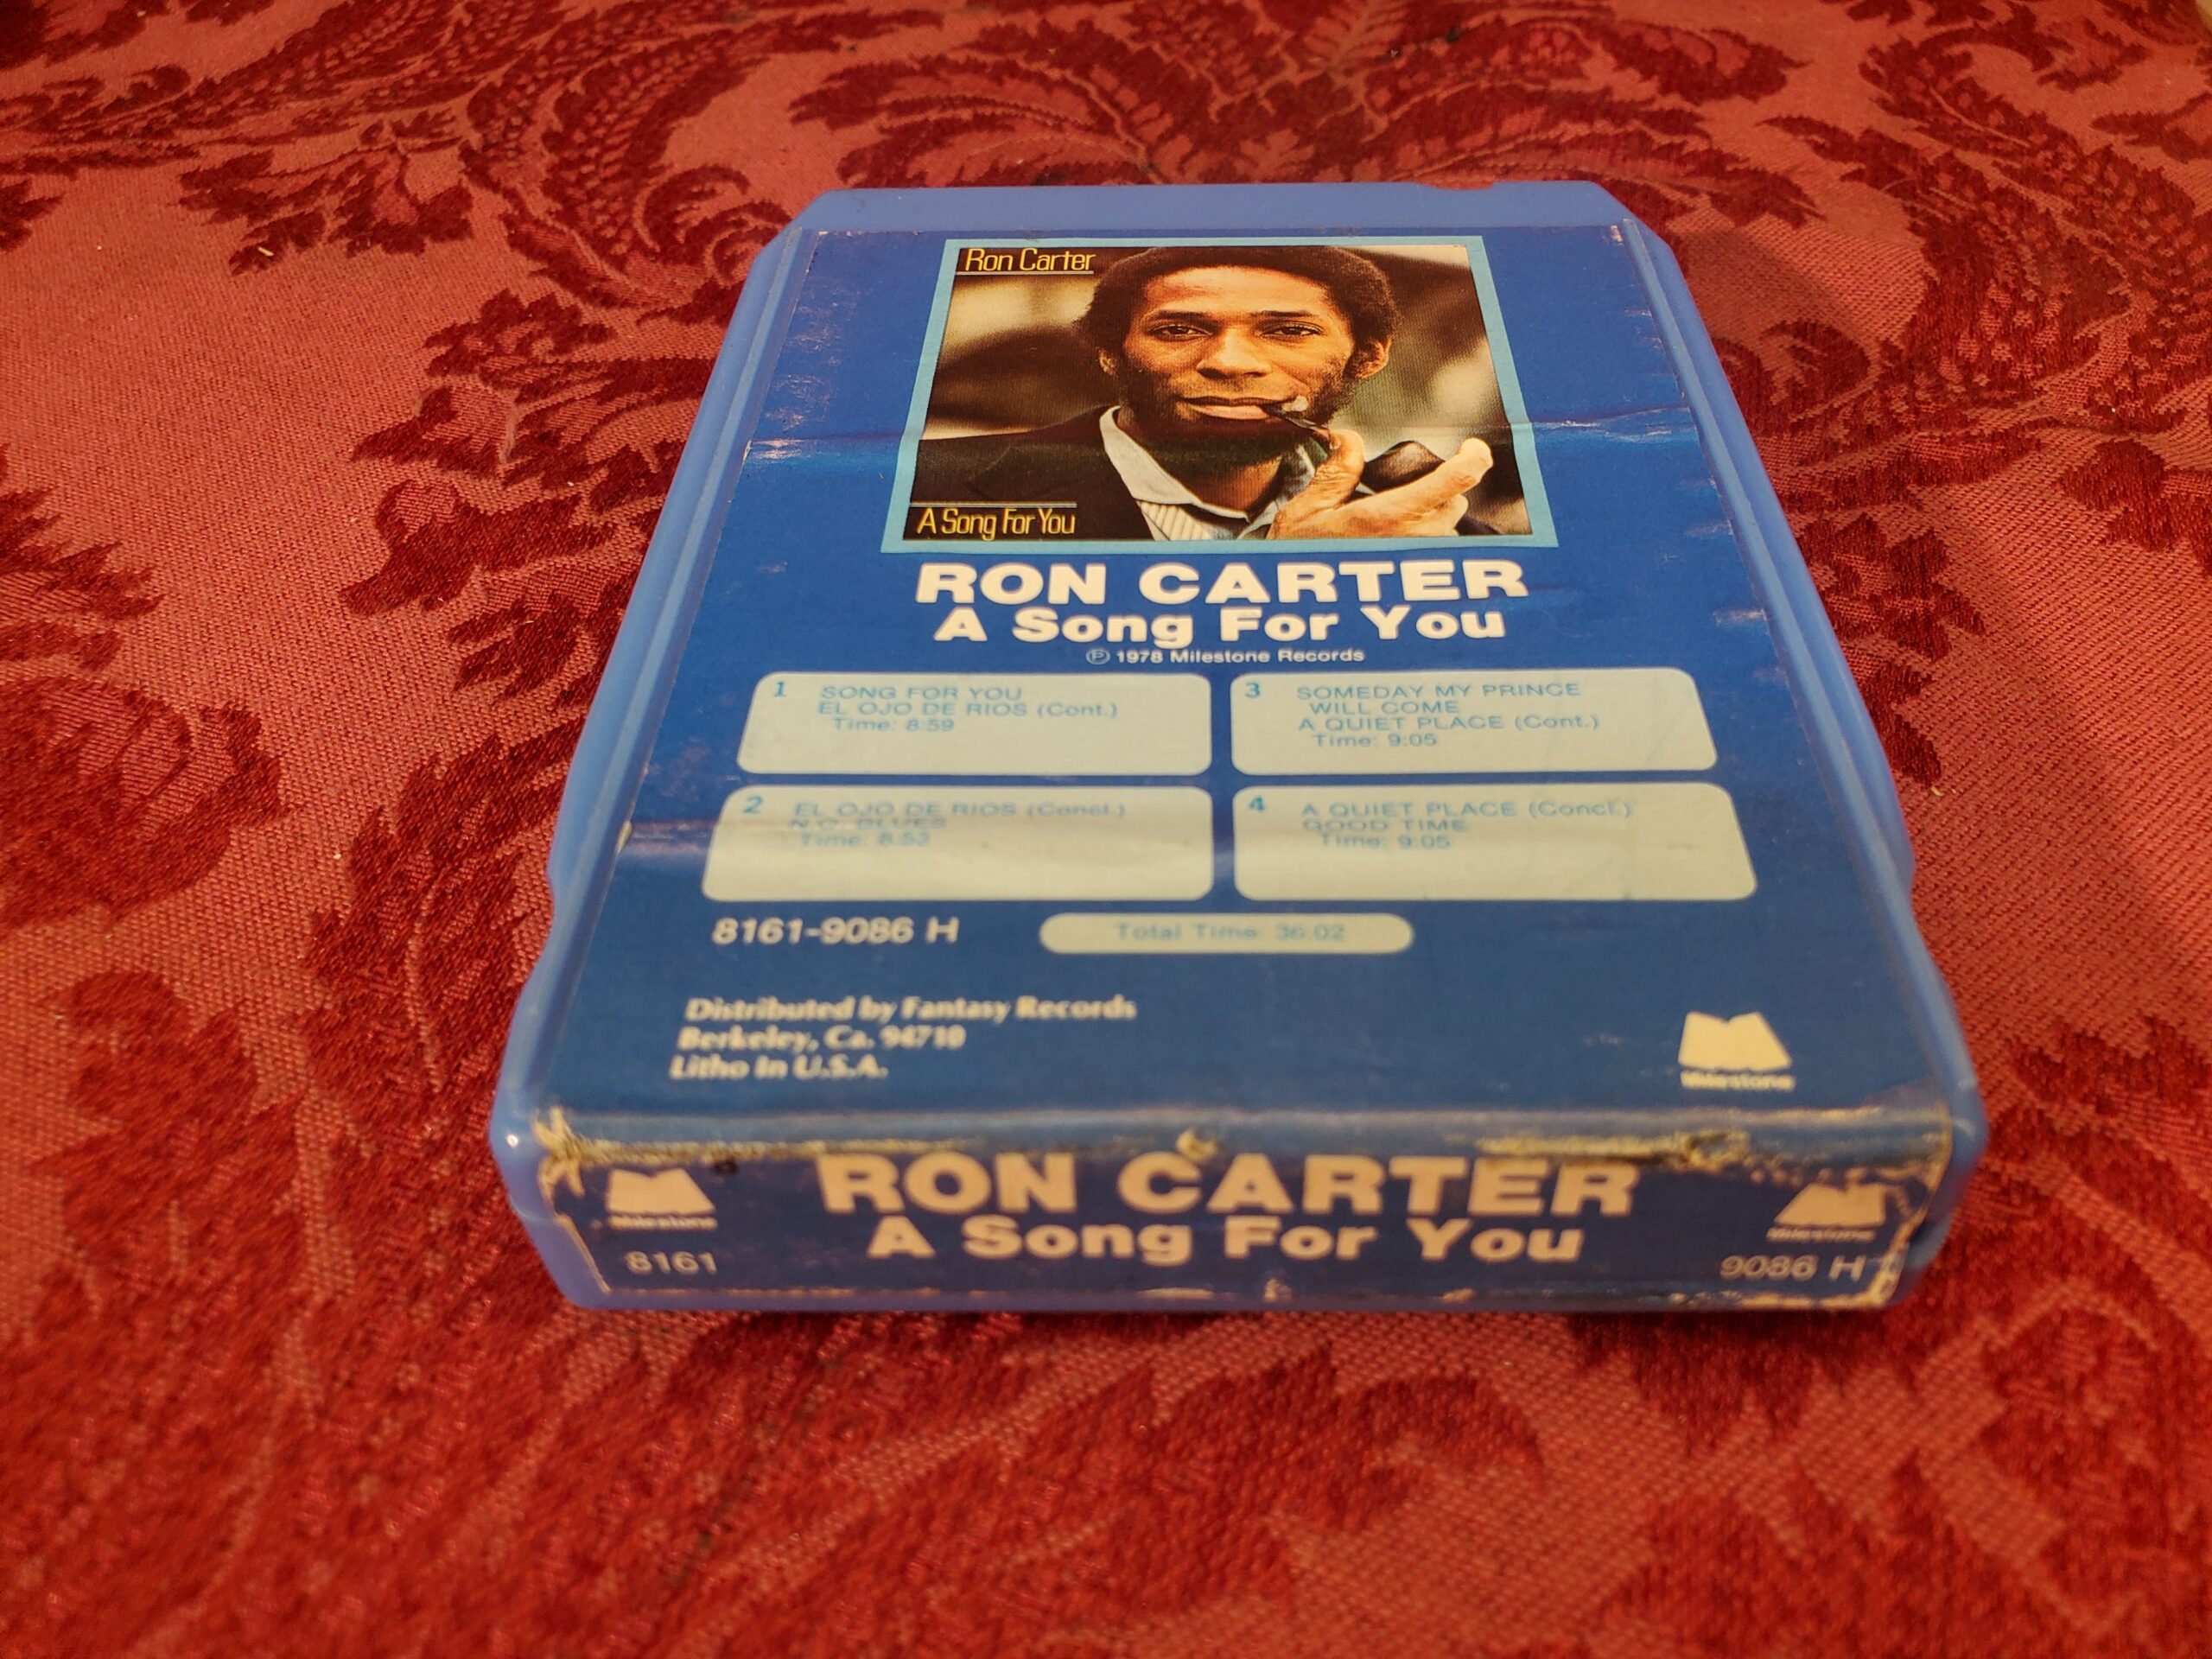 Ron Carter
A Song For You
RON CARTER
A Song For You
℗ 1978 Milestone Records
1 SONG FOR YOU
EL OJO DE RIOS (Cont.)
Time: 8:59
2 EL OJO DE RIOS (Concl.)
N.O. BLUES
Time: 8:53
3 SOMEDAY MY PRINCE
WILL COME
A QUIET PLACE (Cont.)
Time: 9:05
4 A QUIET PLACE (Concl.)
GOOD TIME
Time: 9:05
8161-9086 H
Total Time: 36:02
Distributed by Fantasy Records
Berkeley, Ca. 94710
Litho In U.S.A.
Milestone
Milestone
8161
RON CARTER
A Song For You
Milestone
9086 H